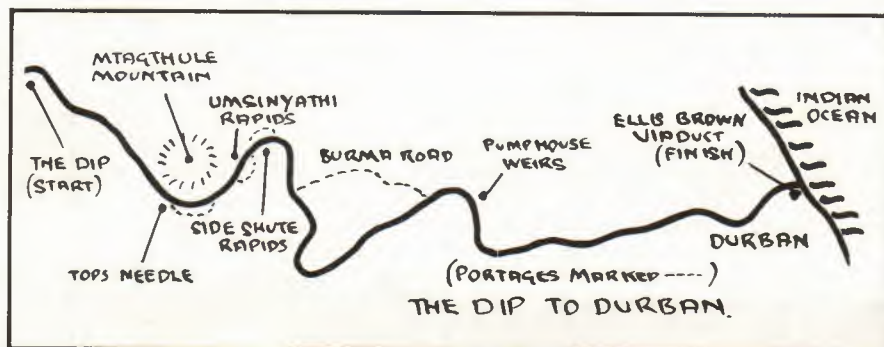 MTAGTHULE
MOUNTAIN
UMSINYATHI
RAPIDS
THE DIP
(START)
BURMA ROAD
PUMPHOUSE
WEIRS
ELLIS BROWN
VIADUCT
(FINISH)
INDIAN
OCEAN
SIDE SHUTE
RAPIDS
TOPS NEEDLE
DURBAN
(PORTAGES MARKED ----)
THE DIP TO DURBAN.